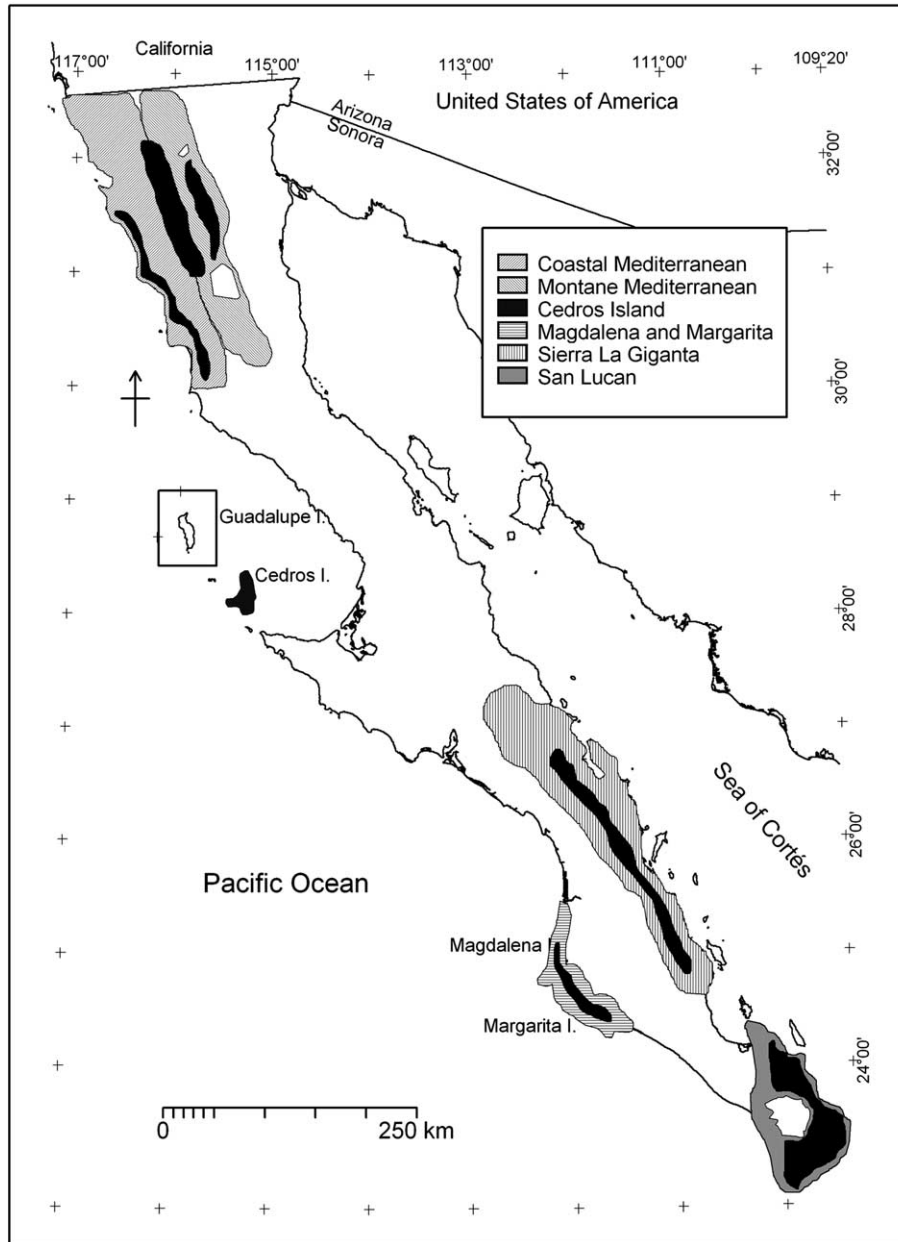 California
117°00'
115°00'
113°00'
111°00'
109°20'
United States of America
Arizona
Sonora
32°00'
Coastal Mediterranean
Montane Mediterranean
Cedros Island
Magdalena and Margarita
Sierra La Giganta
San Lucan
30°00'
Guadalupe I.
Cedros I.
28°00'
Sea of Cortés
26°00'
Pacific Ocean
Magdalena I.
Margarita I.
24°00'
0 250 km